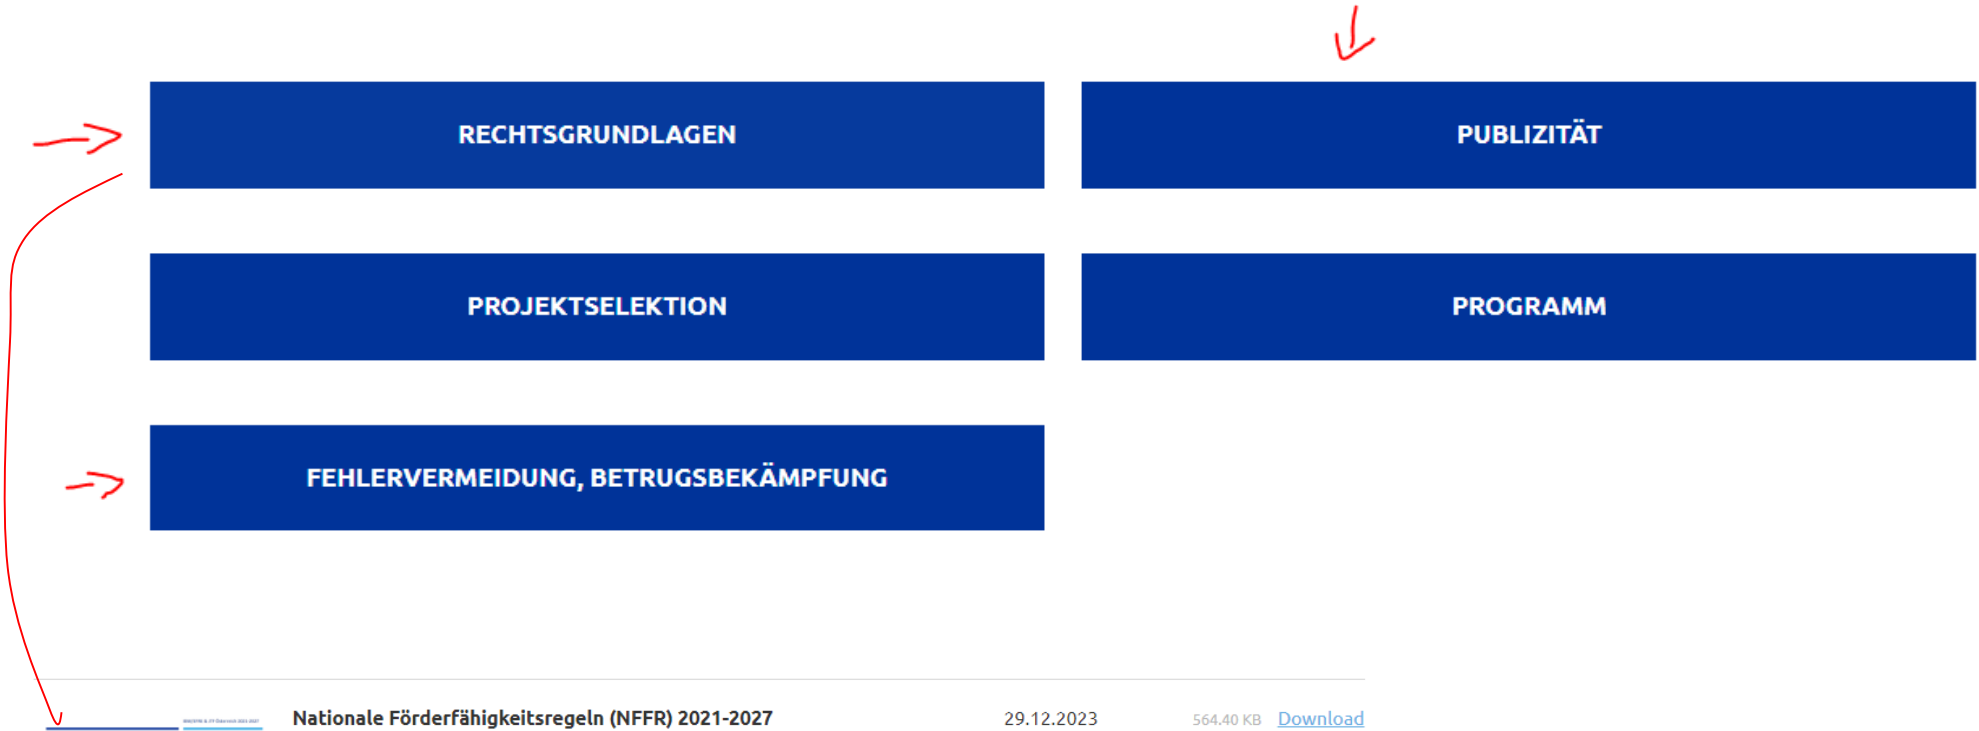 RECHTSGRUNDLAGEN
PUBLIZITÄT
PROJEKTSELEKTION
PROGRAMM
FEHLERVERMEIDUNG, BETRUGSBEKÄMPFUNG
Nationale Förderfähigkeitsregeln (NFFR) 2021-2027 29.12.2023 564.40 KB Download